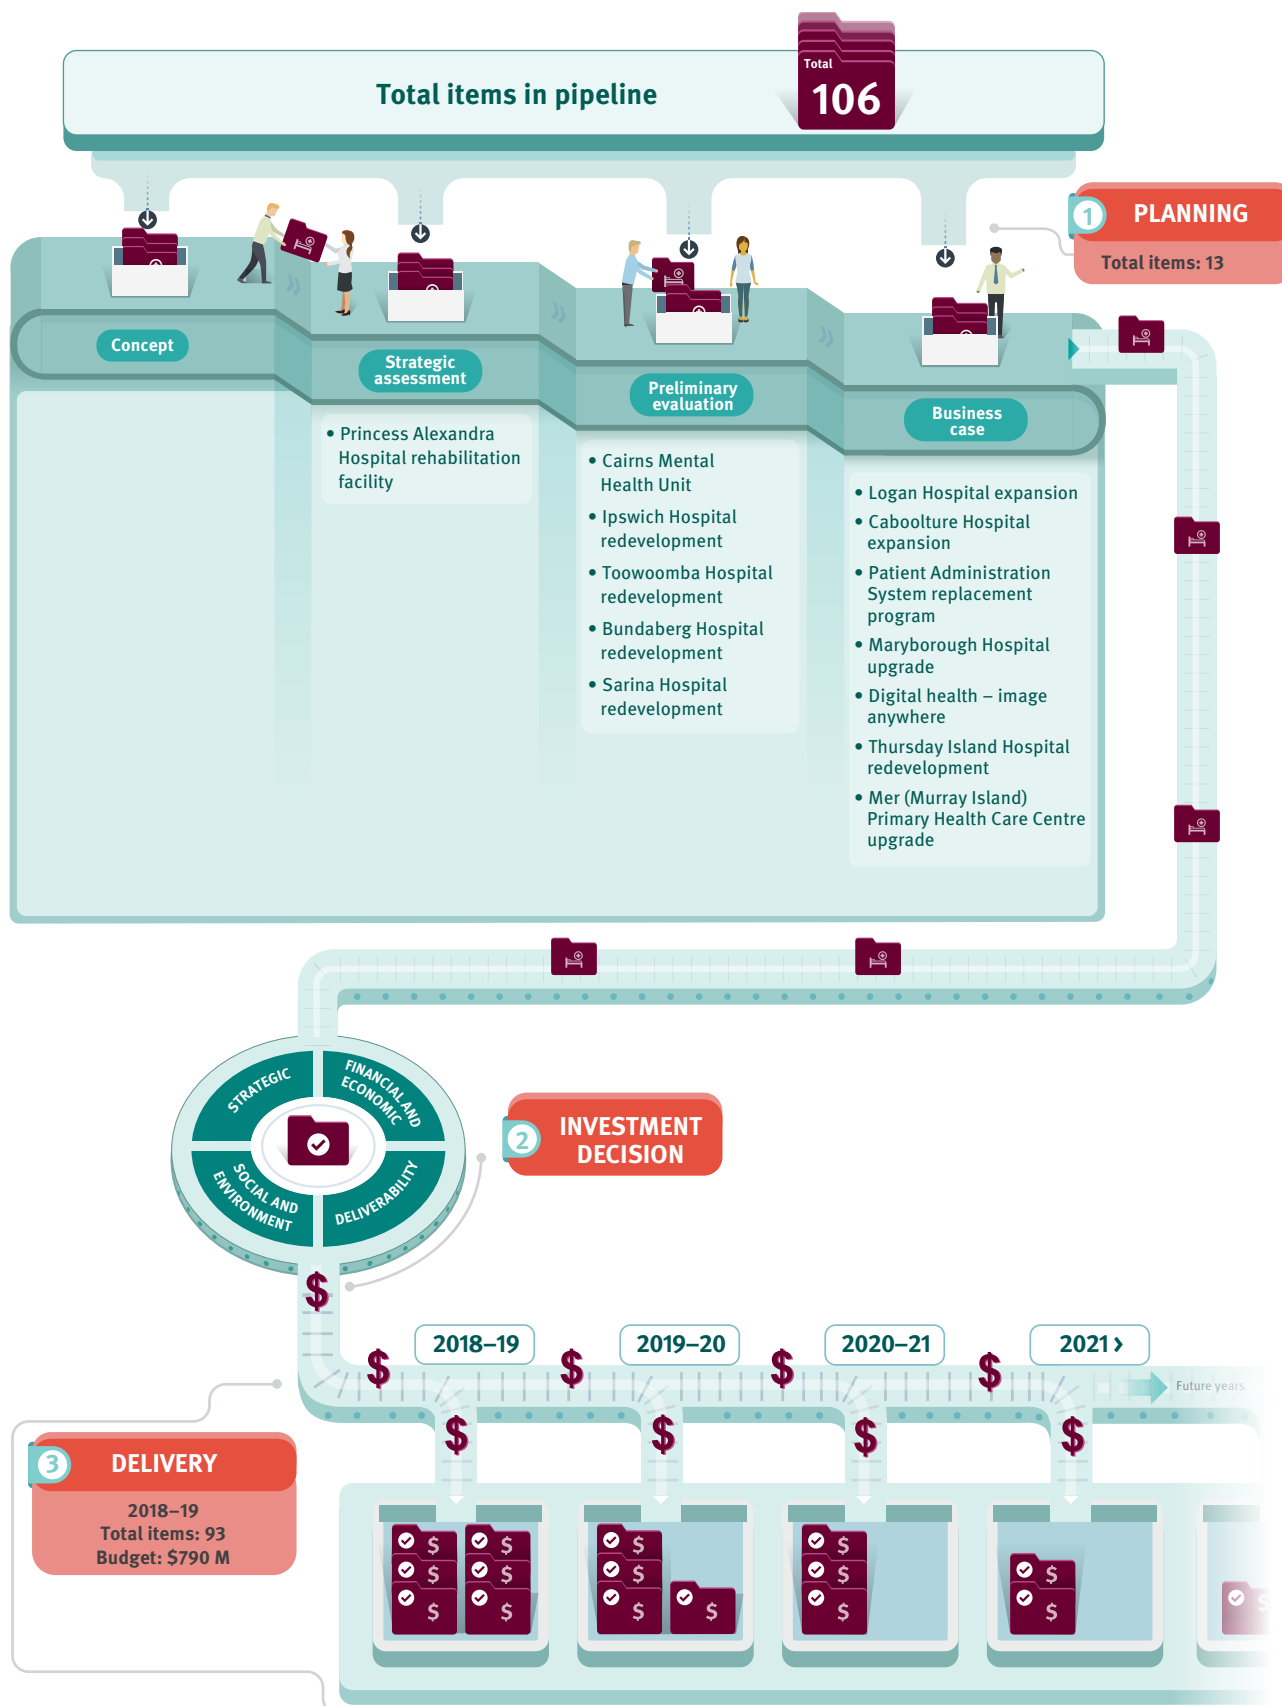 Total items in pipeline
Total
106
1
PLANNING
Total items: 13
Concept
Strategic
assessment
Preliminary
evaluation
Business
case
• Princess Alexandra
Hospital rehabilitation
facility
• Cairns Mental
Health Unit
• Ipswich Hospital
redevelopment
• Toowoomba Hospital
redevelopment
• Bundaberg Hospital
redevelopment
• Sarina Hospital
redevelopment
• Logan Hospital expansion
• Caboolture Hospital
expansion
• Patient Administration
System replacement
program
• Maryborough Hospital
upgrade
• Digital health – image
anywhere
• Thursday Island Hospital
redevelopment
• Mer (Murray Island)
Primary Health Care Centre
upgrade
STRATEGIC
FINANCIAL AND
ECONOMIC
SOCIAL AND
ENVIRONMENT
DELIVERABILITY
2
INVESTMENT
DECISION
$
2018–19
2019–20
2020–21
2021 ›
$ $ $ $
Future years
$ $ $ $
3
DELIVERY
2018–19
Total items: 93
Budget: $790 M
$ $ $ $
$ $ $ $ $
$ $ $ $ $ $ $